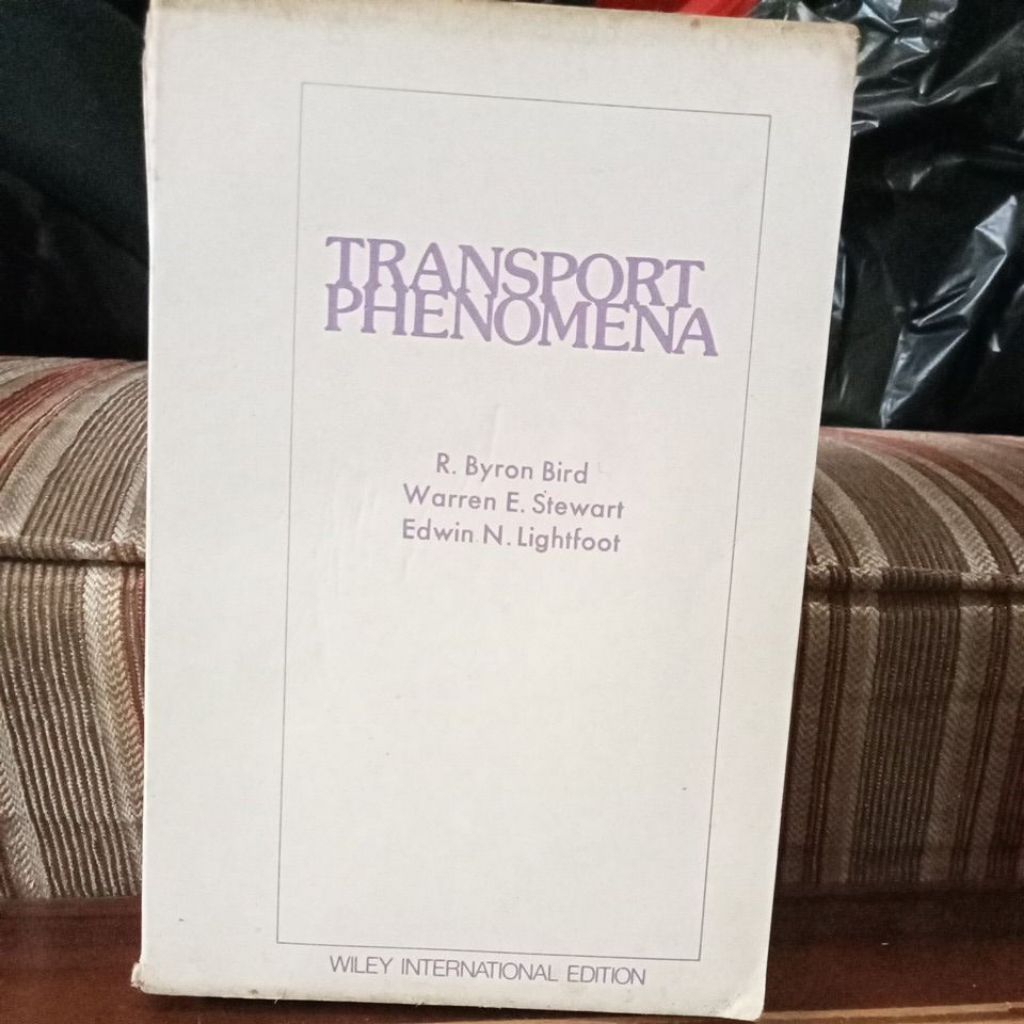 TRANSPORT
PHENOMENA
R. Byron Bird
Warren E. Stewart
Edwin N. Lightfoot
WILEY INTERNATIONAL EDITION